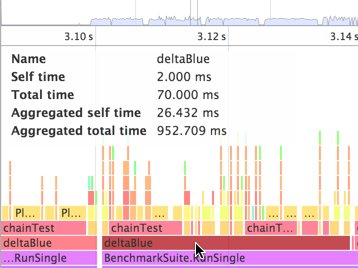 3.10 s 3.12 s 3.14 s
Name deltaBlue
Self time 2.000 ms
Total time 70.000 ms
Aggregated self time 26.432 ms
Aggregated total time 952.709 ms
Pl... Pl... ... ... ...
chainTest chainTest chainT...
deltaBlue deltaBlue
...RunSingle BenchmarkSuite.RunSingle